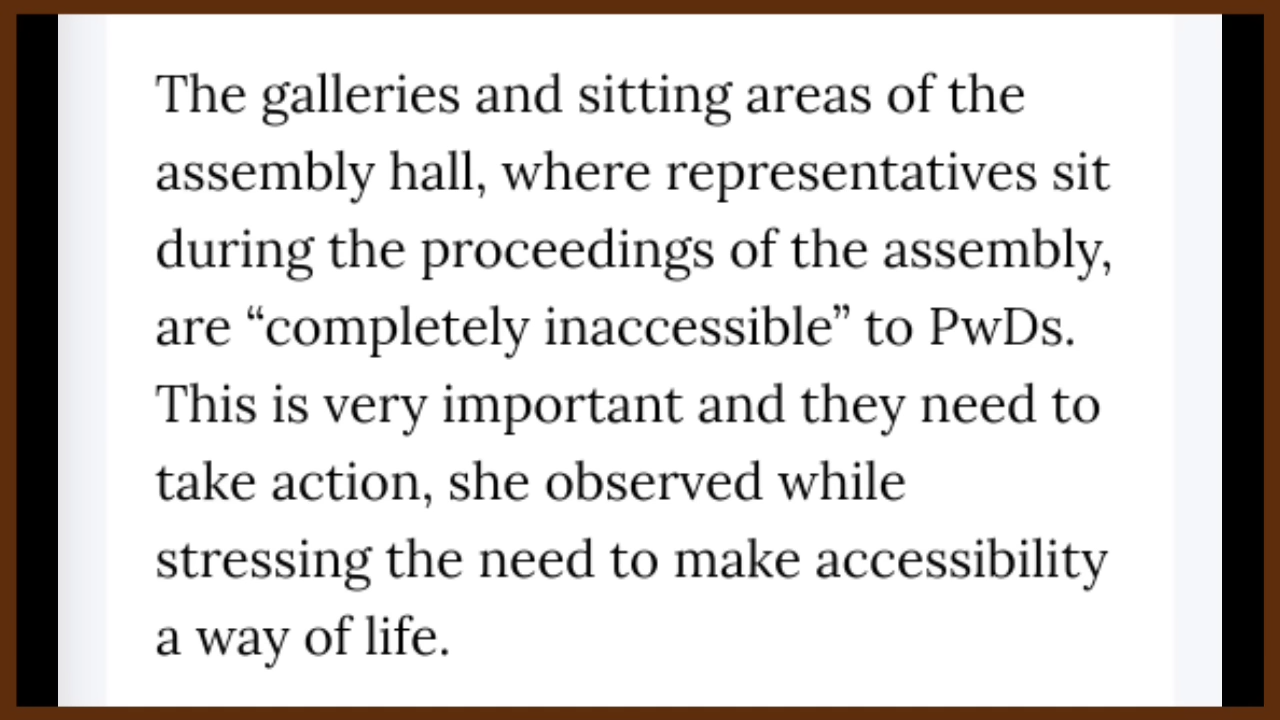 The galleries and sitting areas of the
assembly hall, where representatives sit
during the proceedings of the assembly,
are “completely inaccessible” to PwDs.
This is very important and they need to
take action, she observed while
stressing the need to make accessibility
a way of life.